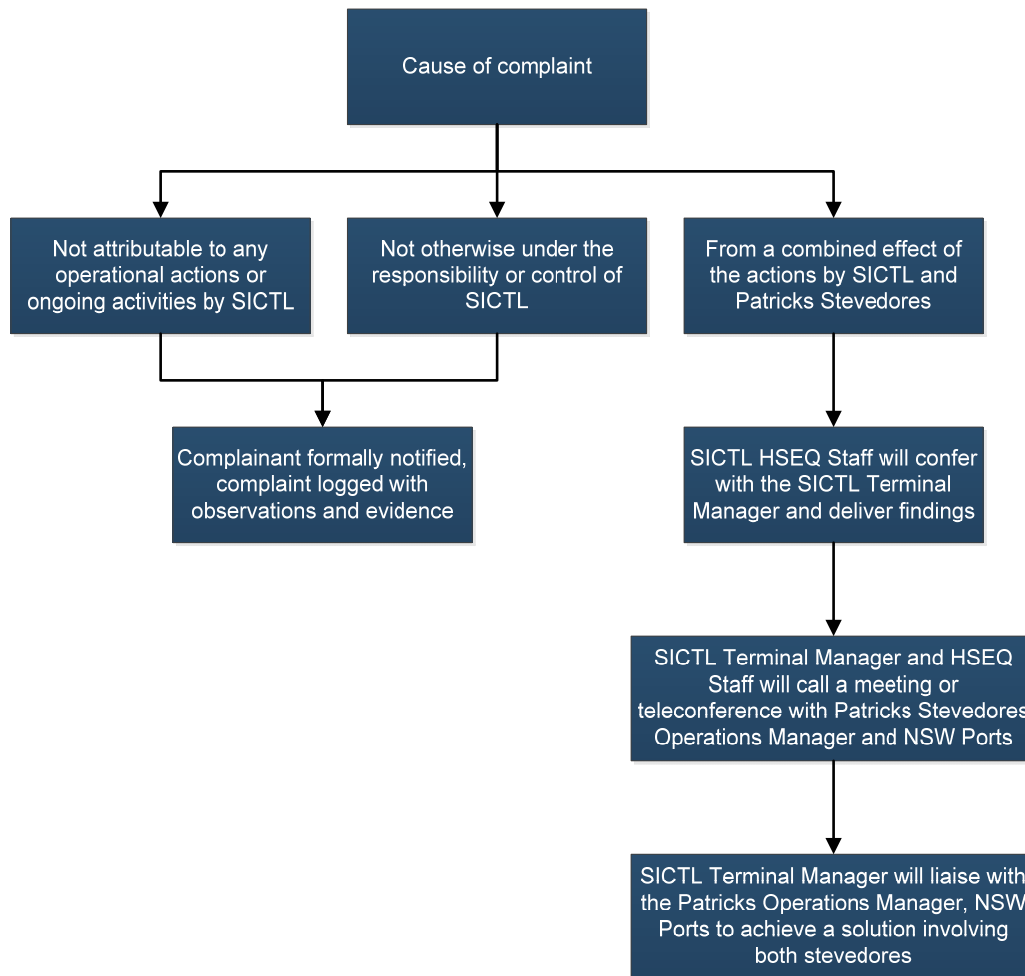 Cause of complaint
Not attributable to any
operational actions or
ongoing activities by SICTL
Not otherwise under the
responsibility or control of
SICTL
From a combined effect of
the actions by SICTL and
Patricks Stevedores
Complainant formally notified,
complaint logged with
observations and evidence
SICTL HSEQ Staff will confer
with the SICTL Terminal
Manager and deliver findings
SICTL Terminal Manager and HSEQ
Staff will call a meeting or
teleconference with Patricks Stevedores
Operations Manager and NSW Ports
SICTL Terminal Manager will liaise with
the Patricks Operations Manager, NSW
Ports to achieve a solution involving
both stevedores